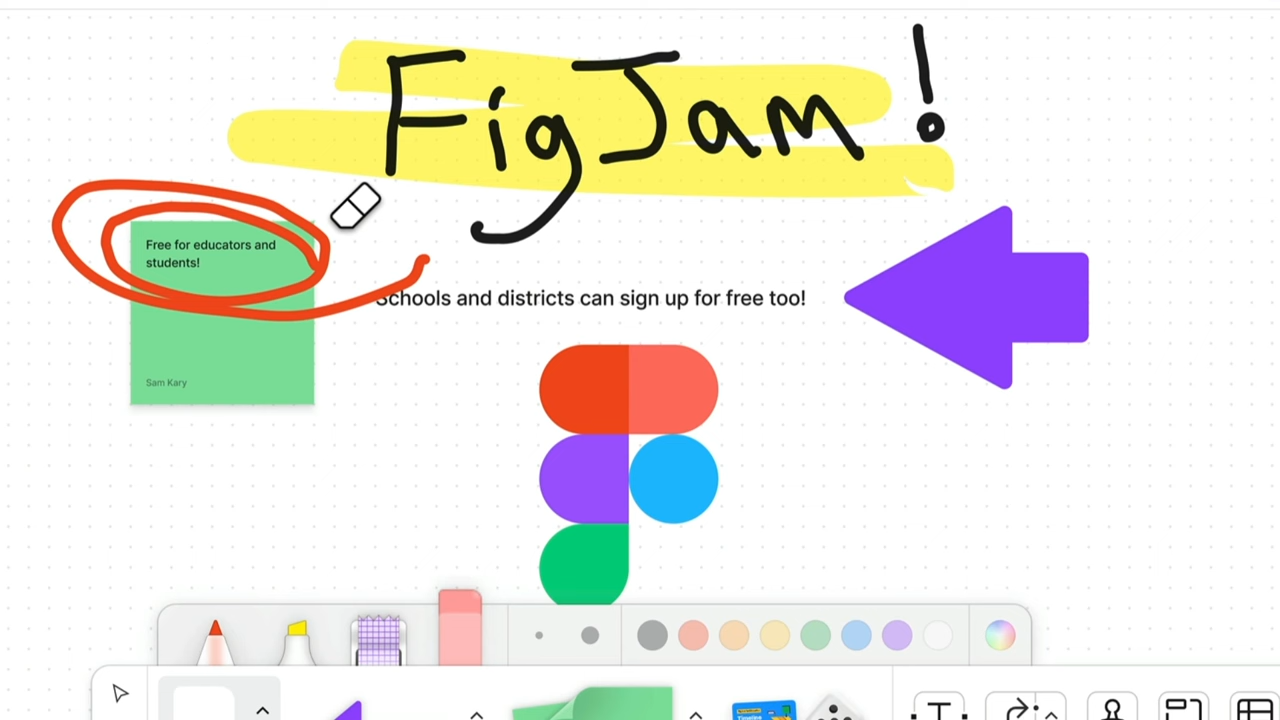 FigJam!
Free for educators and
students!
Schools and districts can sign up for free too!
Sam Kary